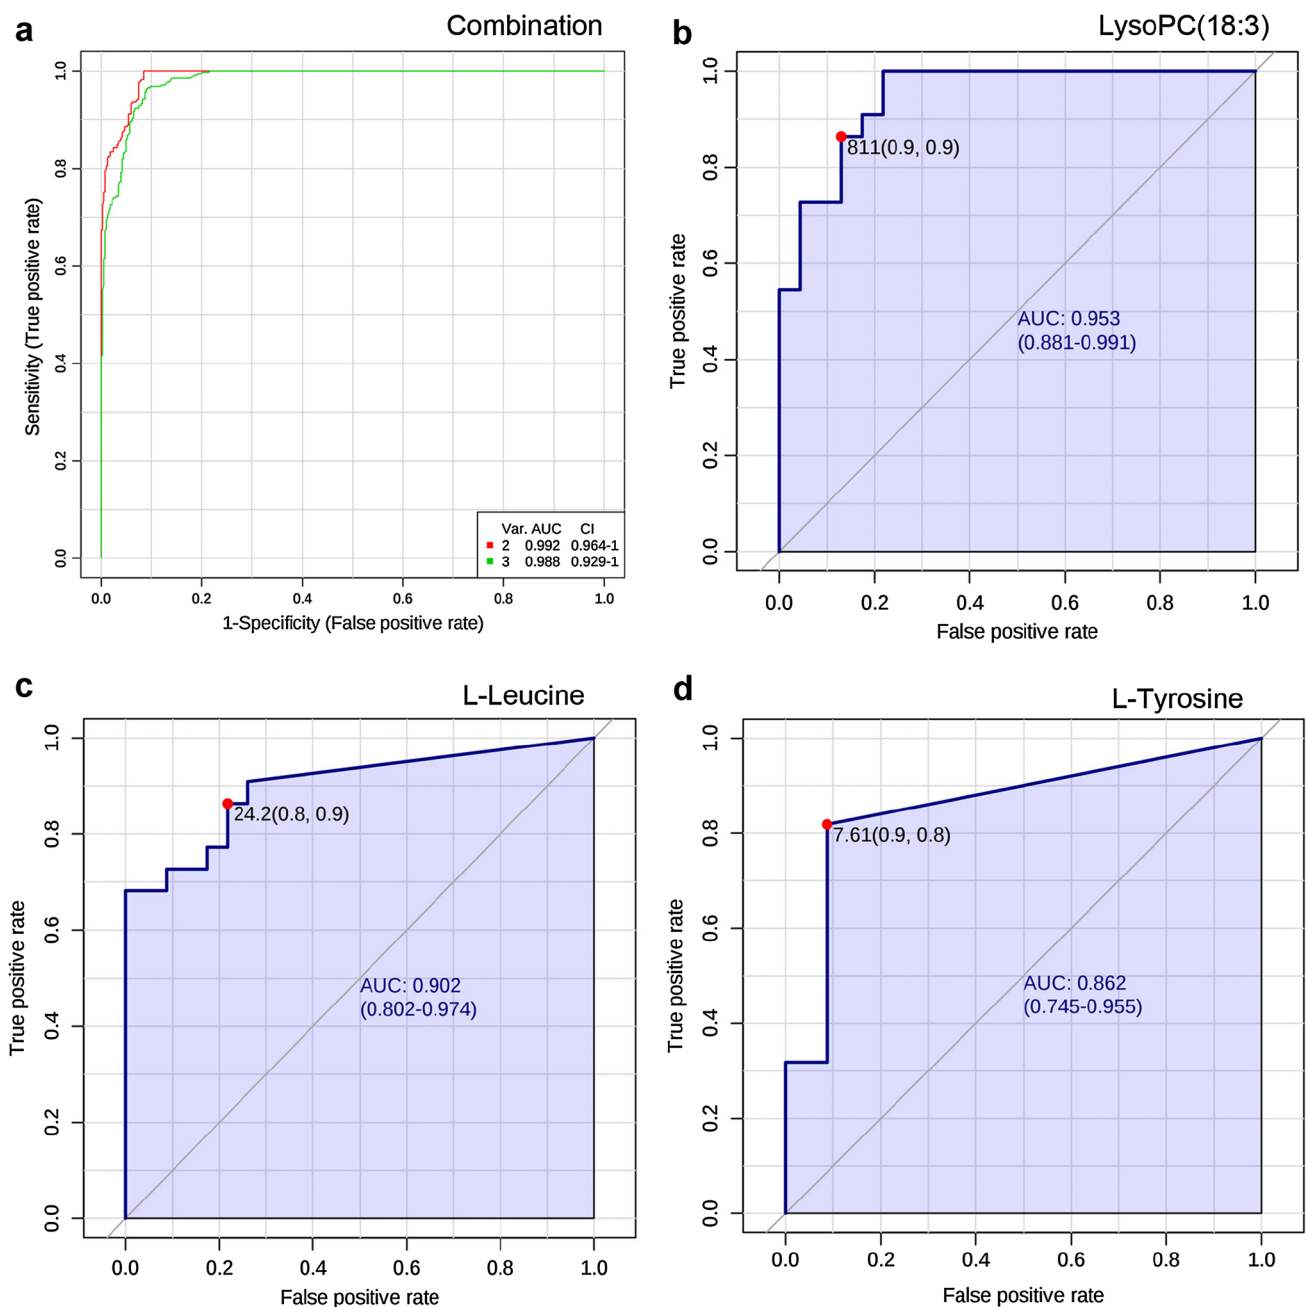 a
Combination
Sensitivity (True positive rate)
1.0
0.8
0.6
0.4
0.2
0.0
Var. AUC CI
2 0.992 0.964-1
3 0.988 0.929-1
0.0 0.2 0.4 0.6 0.8 1.0
1-Specificity (False positive rate)
b
LysoPC(18:3)
True positive rate
1.0
0.8
0.6
0.4
0.2
0.0
811(0.9, 0.9)
AUC: 0.953
(0.881-0.991)
0.0 0.2 0.4 0.6 0.8 1.0
False positive rate
c
L-Leucine
True positive rate
1.0
0.8
0.6
0.4
0.2
0.0
24.2(0.8, 0.9)
AUC: 0.902
(0.802-0.974)
0.0 0.2 0.4 0.6 0.8 1.0
False positive rate
d
L-Tyrosine
True positive rate
1.0
0.8
0.6
0.4
0.2
0.0
7.61(0.9, 0.8)
AUC: 0.862
(0.745-0.955)
0.0 0.2 0.4 0.6 0.8 1.0
False positive rate